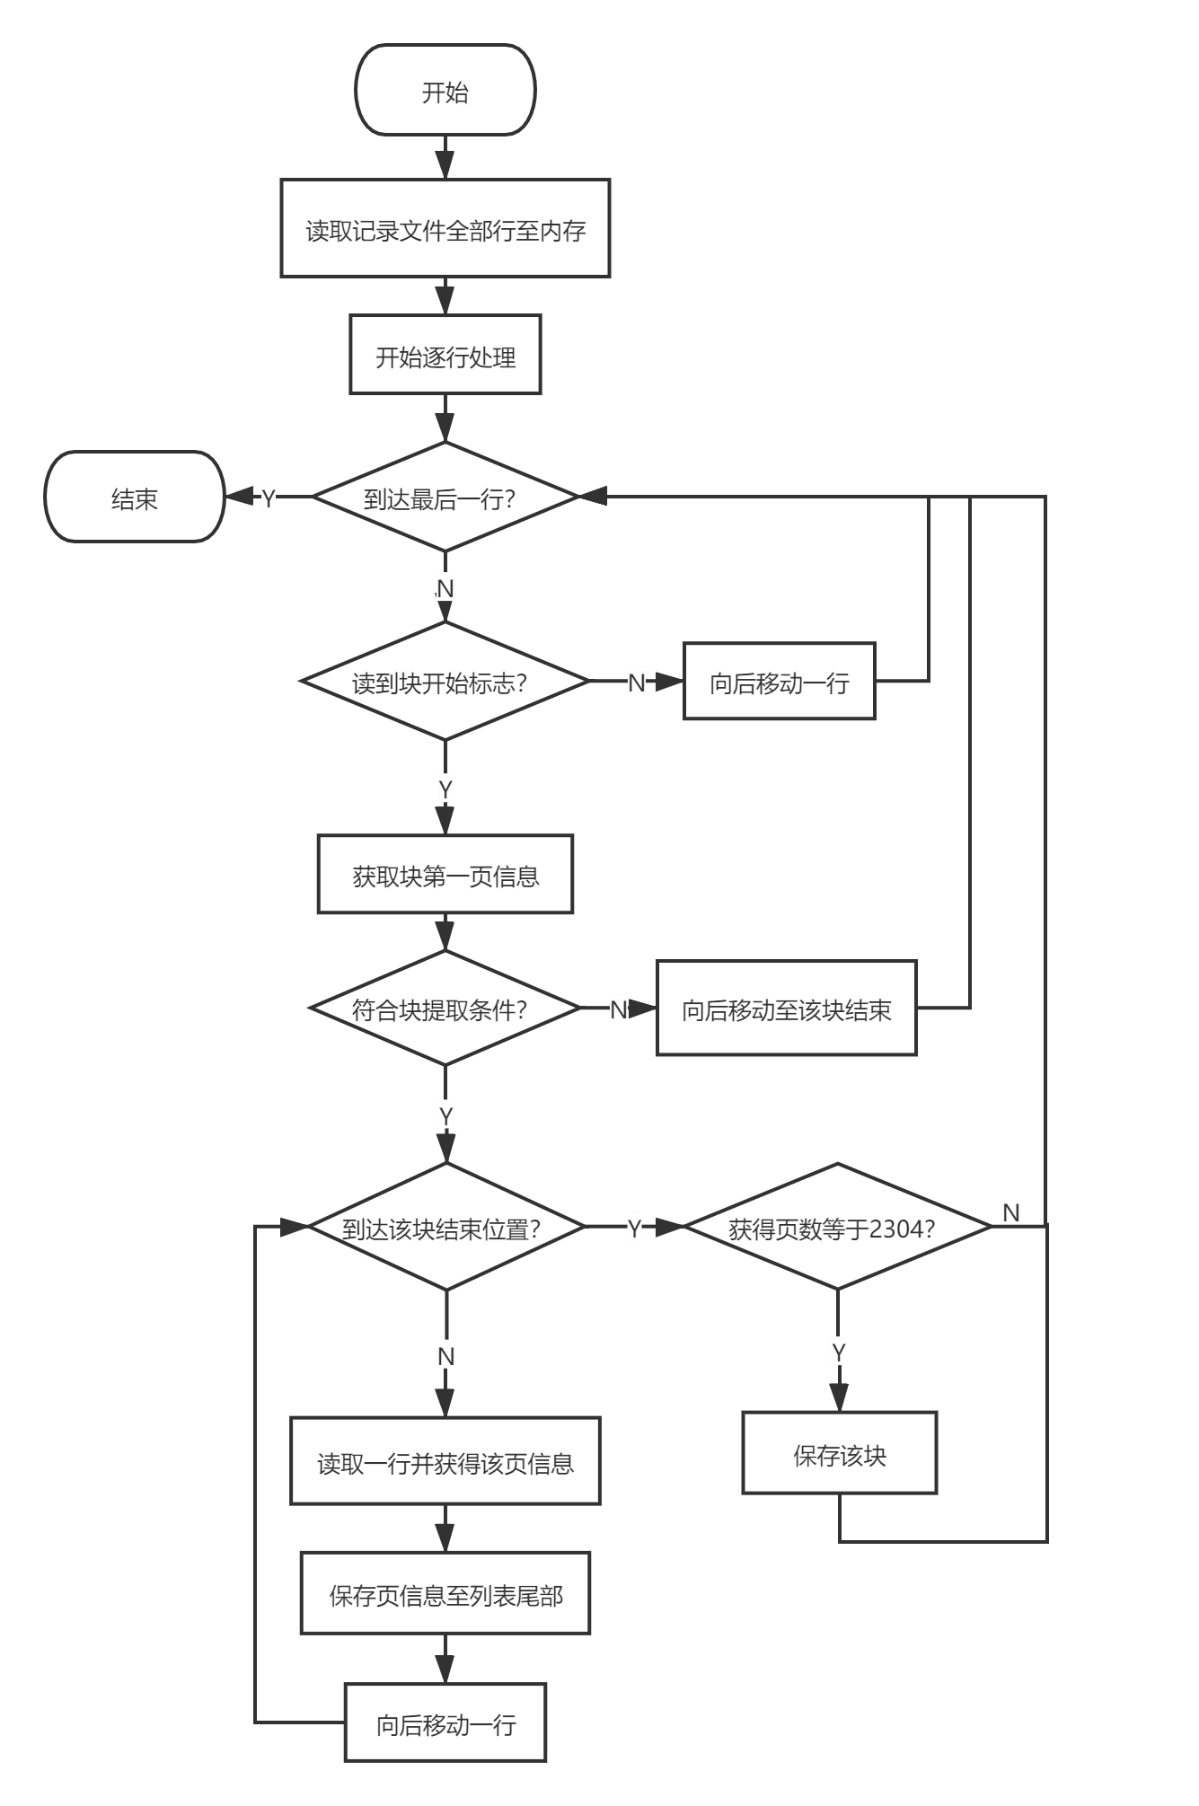 开始
读取记录文件全部行至内存
开始逐行处理
结束
Y
到达最后一行?
N
读到块开始标志?
N
向后移动一行
Y
获取块第一页信息
符合块提取条件?
N
向后移动至该块结束
Y
到达该块结束位置?
Y
获得页数等于2304?
N
N
Y
读取一行并获得该页信息
保存该块
保存页信息至列表尾部
向后移动一行